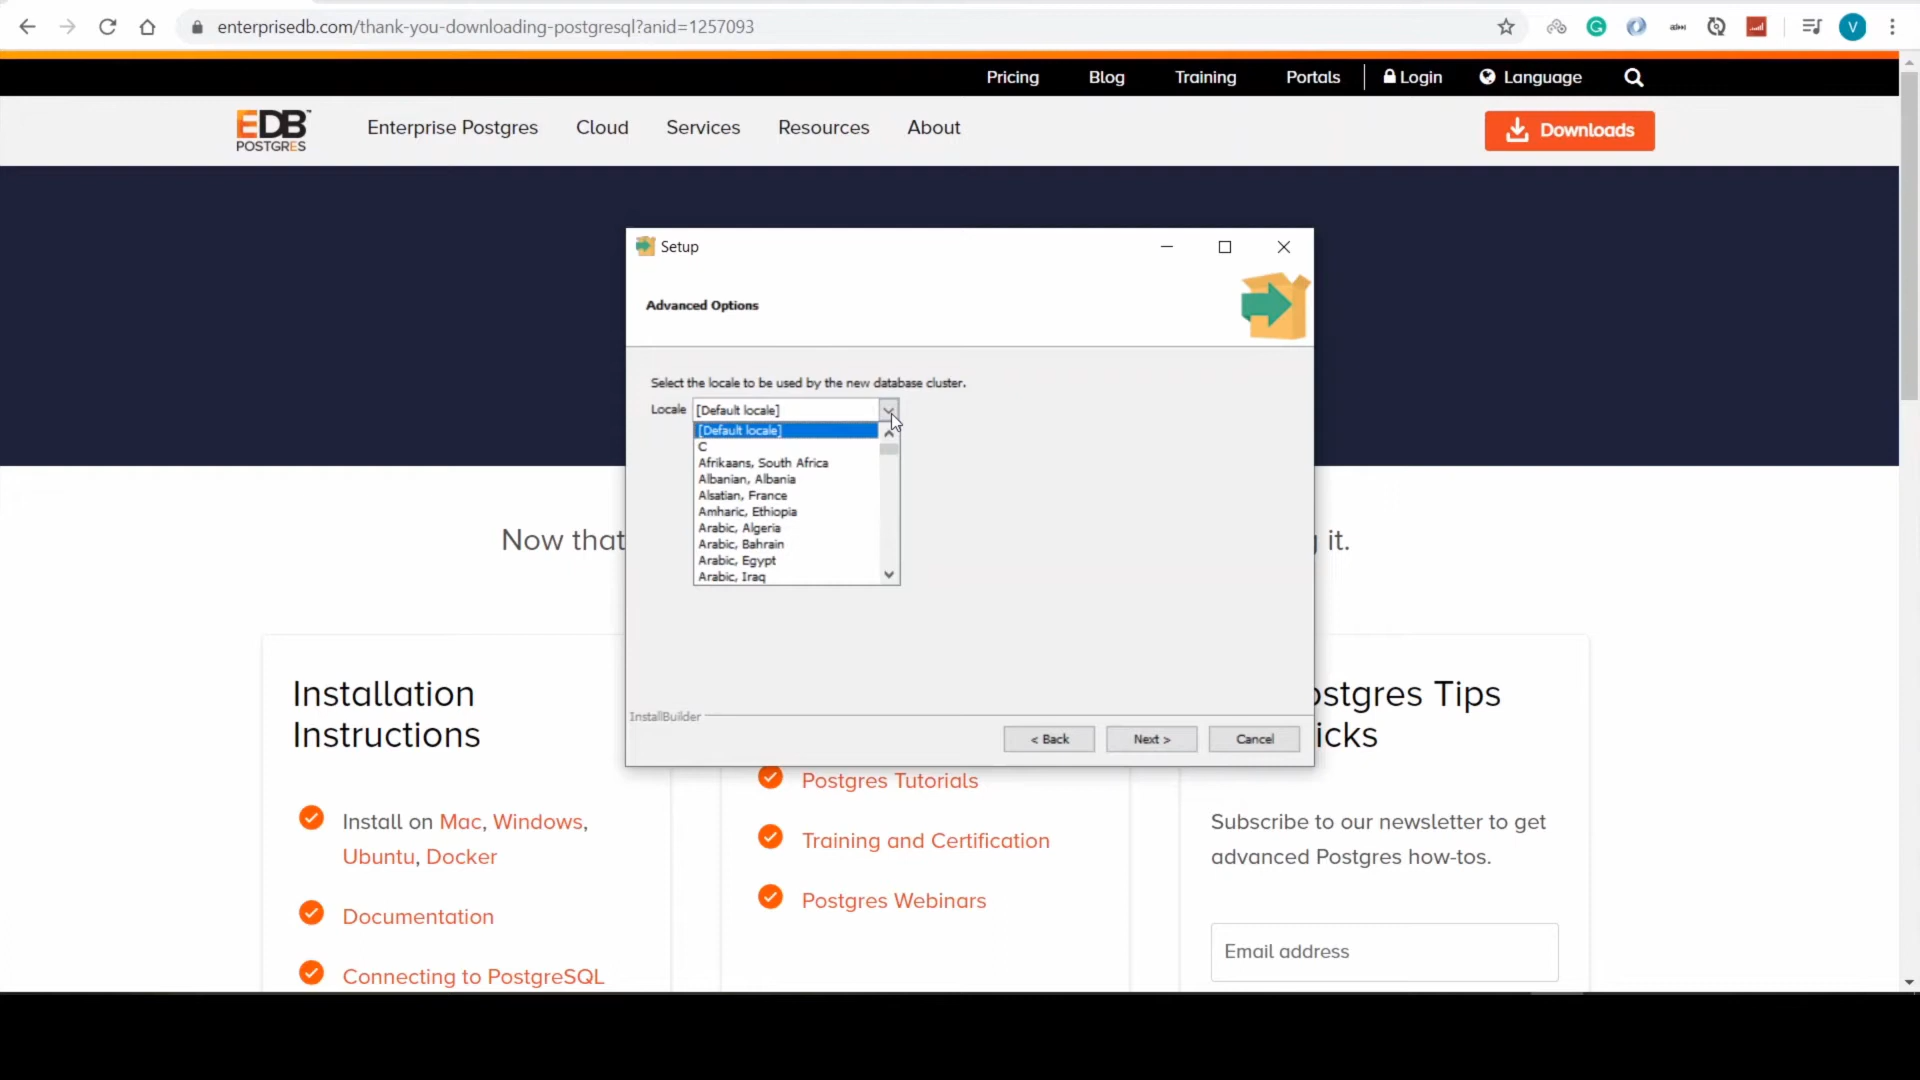 enterprisedb.com/thank-you-downloading-postgresql?anid=1257093
V
Pricing Blog Training Portals Login Language
EDB™
POSTGRES
Enterprise Postgres Cloud Services Resources About
Downloads
Setup
Advanced Options
Select the locale to be used by the new database cluster.
Locale [Default locale]
[Default locale]
C
Afrikaans, South Africa
Albanian, Albania
Alsatian, France
Amharic, Ethiopia
Arabic, Algeria
Arabic, Bahrain
Arabic, Egypt
Arabic, Iraq
InstallBuilder
< Back Next > Cancel
Now that
it.
Installation
Instructions
Install on Mac, Windows,
Ubuntu, Docker
Documentation
Connecting to PostgreSQL
Postgres Tutorials
Training and Certification
Postgres Webinars
ostgres Tips
icks
Subscribe to our newsletter to get
advanced Postgres how-tos.
Email address